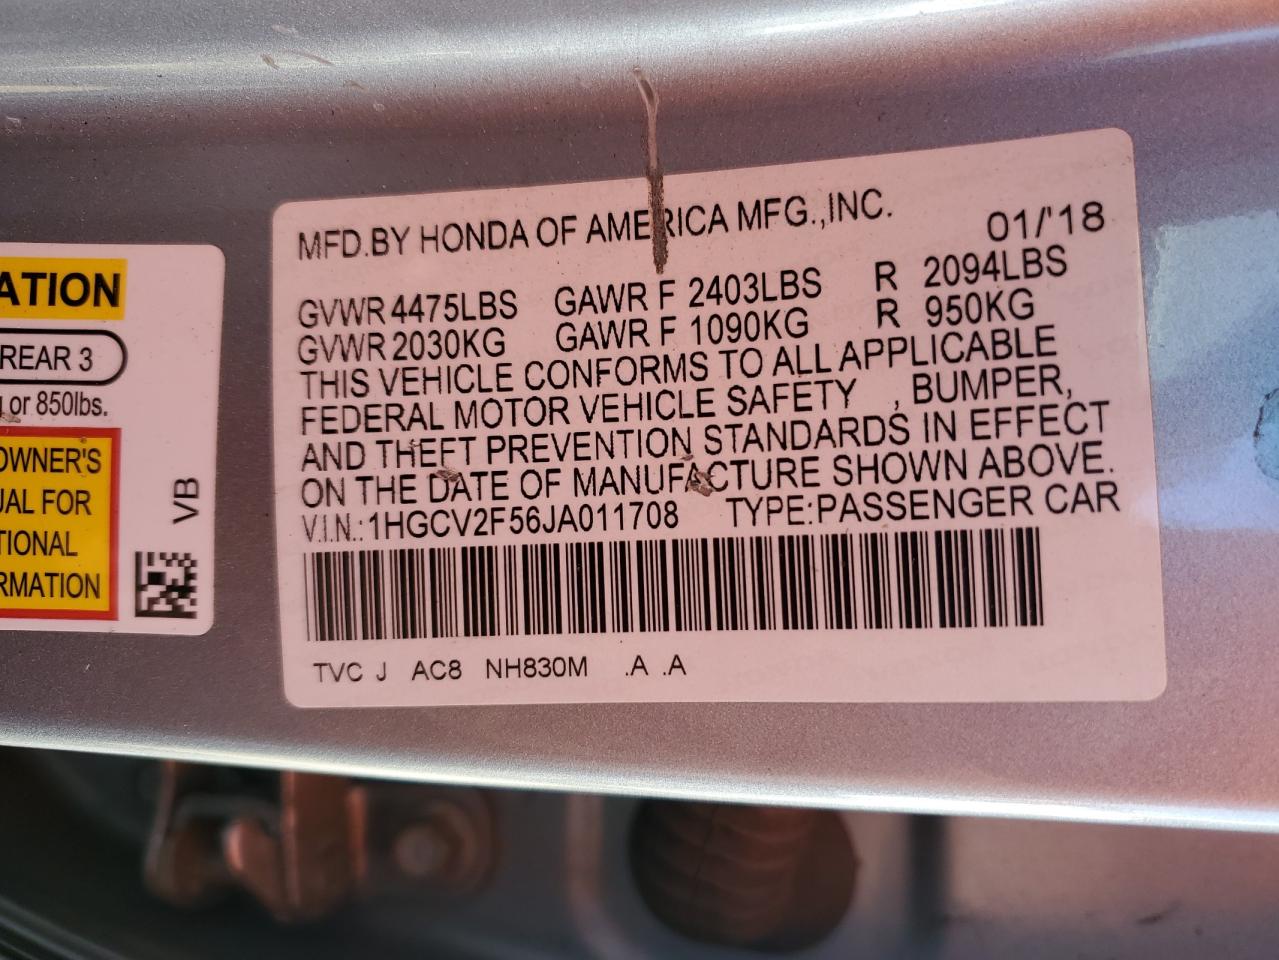 ATION
REAR 3
or 850lbs.
OWNER'S
UAL FOR
TIONAL
RMATION
VB
MFD.BY HONDA OF AMERICA MFG.,INC. 01/'18
GVWR 4475LBS GAWR F 2403LBS R 2094LBS
GVWR 2030KG GAWR F 1090KG R 950KG
THIS VEHICLE CONFORMS TO ALL APPLICABLE
FEDERAL MOTOR VEHICLE SAFETY , BUMPER,
AND THEFT PREVENTION STANDARDS IN EFFECT
ON THE DATE OF MANUFACTURE SHOWN ABOVE.
V.I.N.: 1HGCV2F56JA011708 TYPE:PASSENGER CAR
TVC J AC8 NH830M .A .A